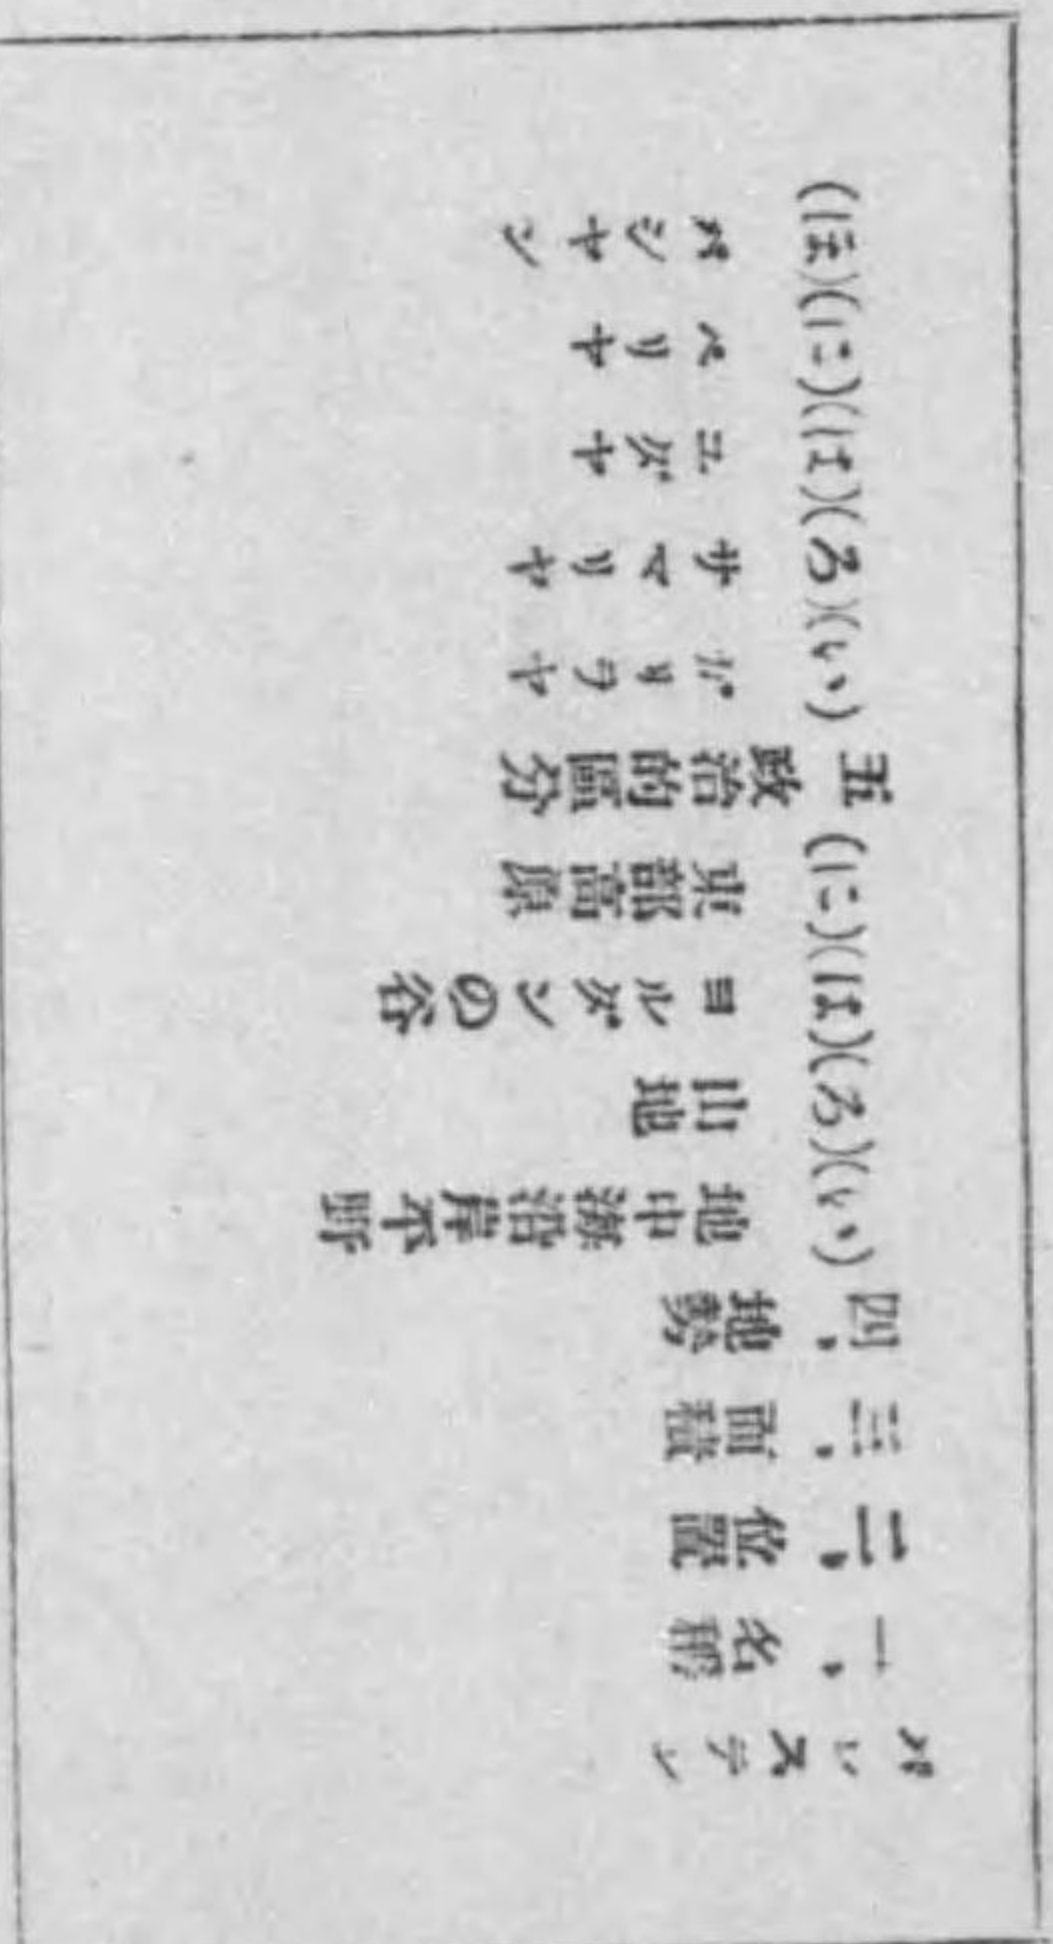 パレステン
一、名稱
二、位置
三、面積
四、地勢
(い)地中海沿岸平野
(ろ)山地
(は)ヨルダンの谷
(に)東部高原
五 政治的區分
(い)ガリラヤ
(ろ)サマリヤ
(は)ユダヤ
(に)ペリヤ
(ほ)バシヤン